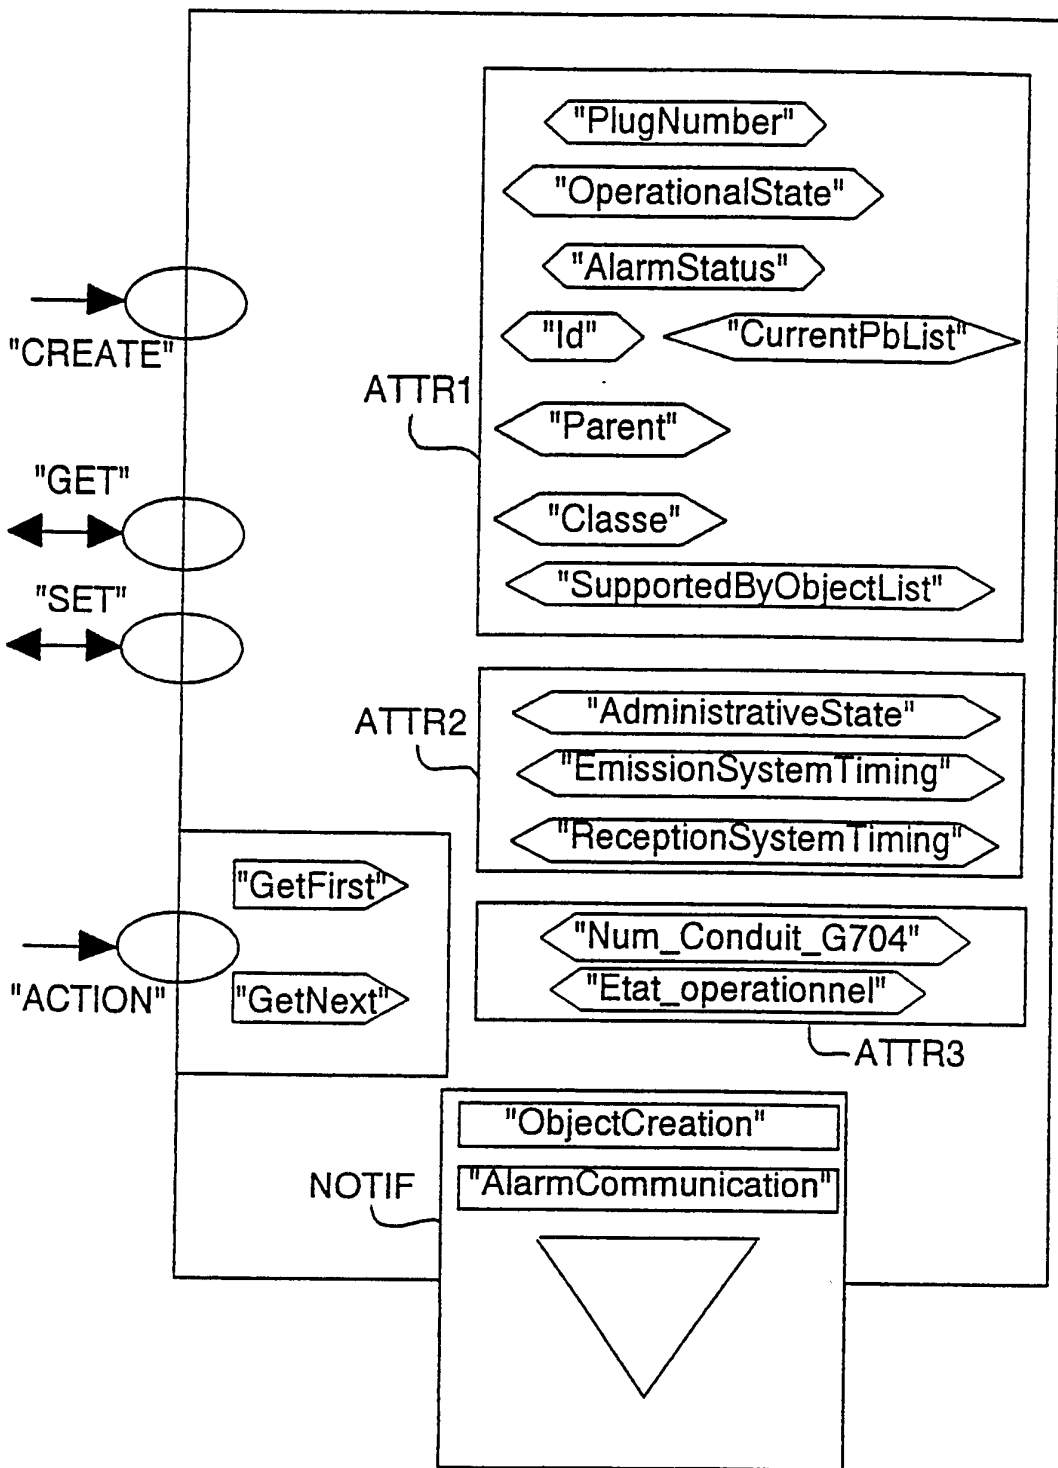 "PlugNumber"
"OperationalState"
"AlarmStatus"
"CREATE"
"Id" "CurrentPbList"
ATTR1
"Parent"
"GET"
"Classe"
"SET"
"SupportedByObjectList"
ATTR2
"AdministrativeState"
"EmissionSystemTiming"
"ReceptionSystemTiming"
"GetFirst"
"Num_Conduit_G704"
"ACTION"
"GetNext"
"Etat_operationnel"
ATTR3
"ObjectCreation"
NOTIF
"AlarmCommunication"